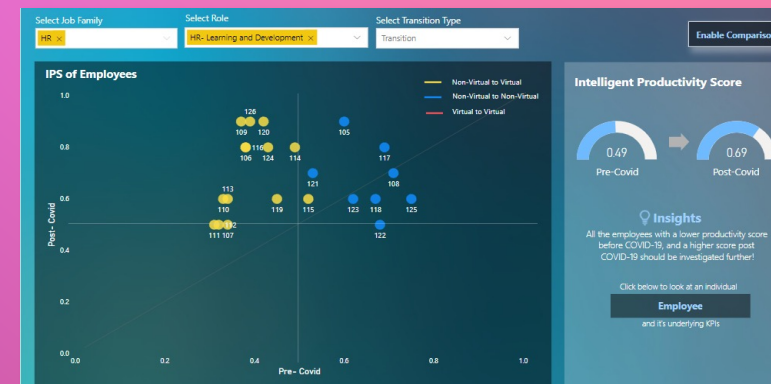 Select Job Family
Select Role
Select Transition Type
HR ×
HR- Learning and Development ×
Transition
Enable Compariso
IPS of Employees
Non-Virtual to Virtual
Non-Virtual to Non-Virtual
Virtual to Virtual
1.0
0.8
0.6
0.4
0.2
0.0
Post- Covid
126
109 120
105
116
106 124 114
117
121
108
113
110
119
115
123 118 125
111 107
122
0.0 0.2 0.4 0.6 0.8 1.0
Pre- Covid
Intelligent Productivity Score
0.49
0.69
Pre-Covid
Post-Covid
Insights
All the employees with a lower productivity score
before COVID-19, and a higher score post
COVID-19 should be investigated further!
Click below to look at an individual
Employee
and it's underlying KPIs